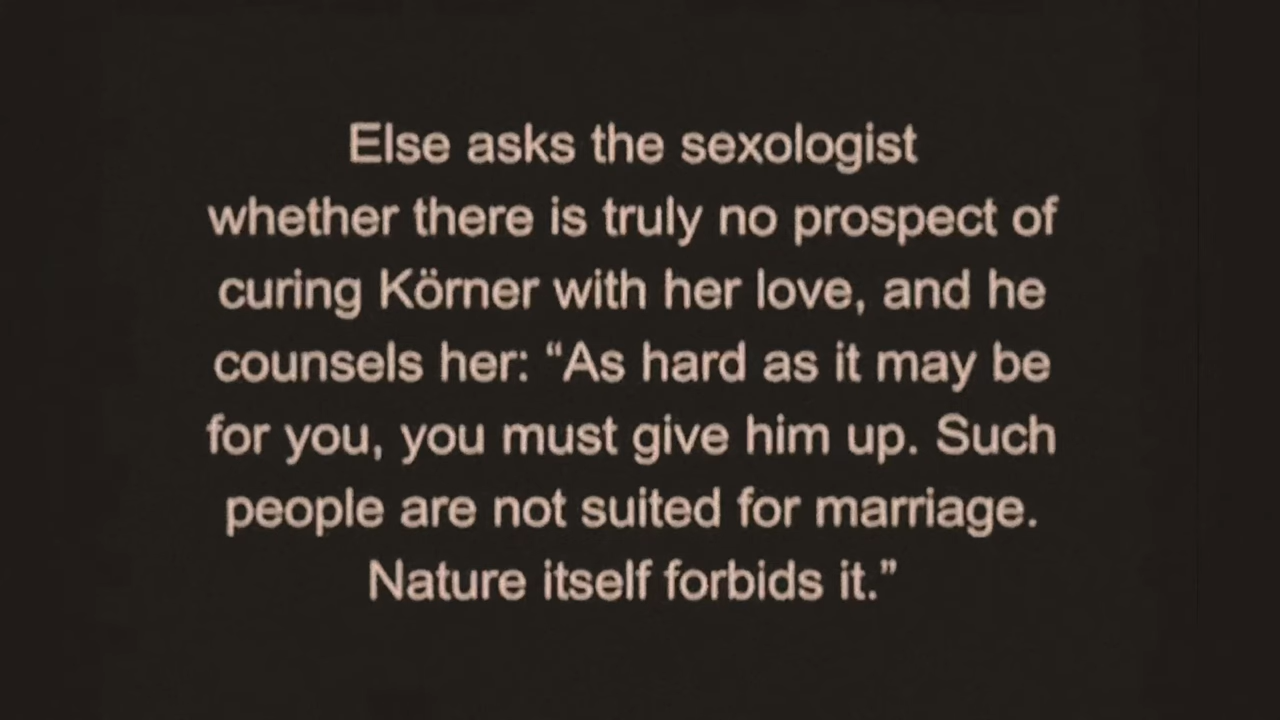 Else asks the sexologist
whether there is truly no prospect of
curing Körner with her love, and he
counsels her: “As hard as it may be
for you, you must give him up. Such
people are not suited for marriage.
Nature itself forbids it.”